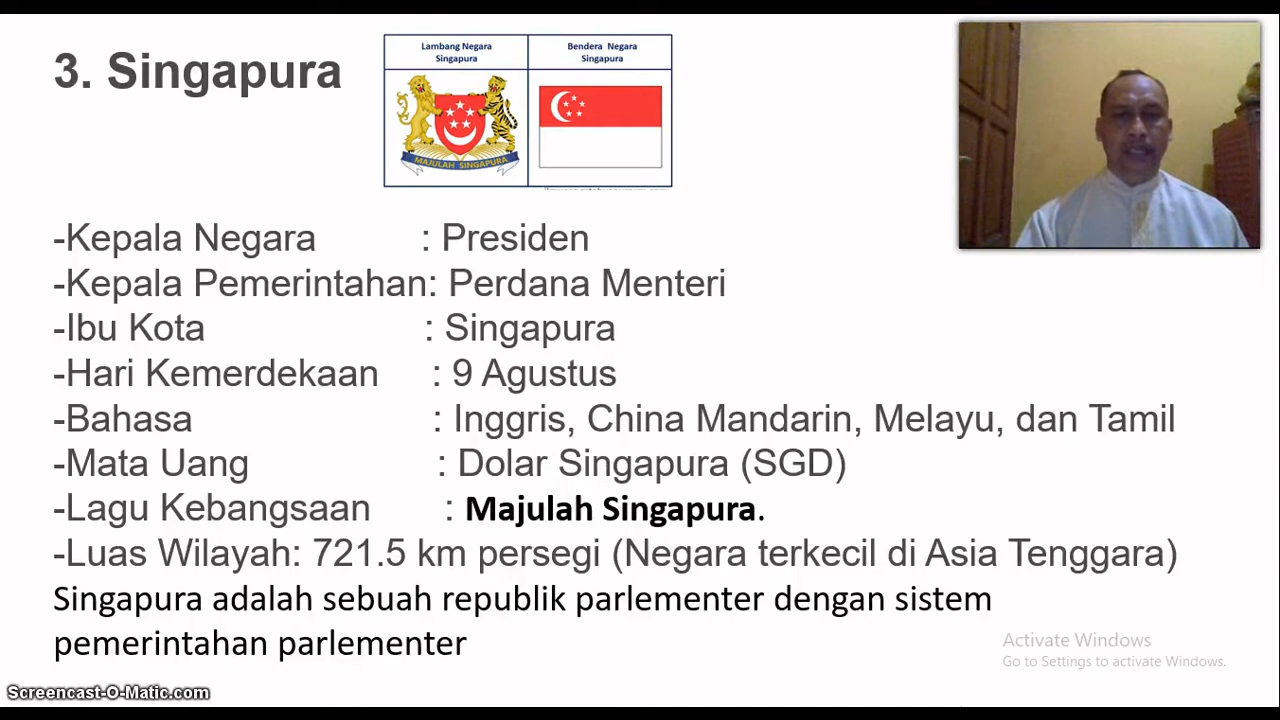 3. Singapura
Lambang Negara
Singapura
Bendera Negara
Singapura
MAJULAH SINGAPURA
-Kepala Negara : Presiden
-Kepala Pemerintahan: Perdana Menteri
-Ibu Kota : Singapura
-Hari Kemerdekaan : 9 Agustus
-Bahasa : Inggris, China Mandarin, Melayu, dan Tamil
-Mata Uang : Dolar Singapura (SGD)
-Lagu Kebangsaan : Majulah Singapura.
-Luas Wilayah: 721.5 km persegi (Negara terkecil di Asia Tenggara)
Singapura adalah sebuah republik parlementer dengan sistem
pemerintahan parlementer
Activate Windows
Go to Settings to activate Windows.
Screencast-O-Matic.com